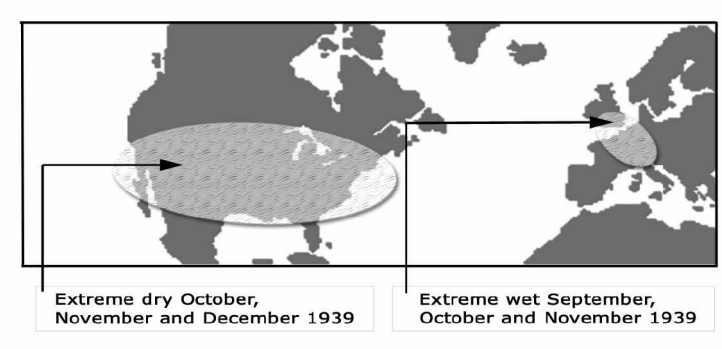 Extreme dry October,
November and December 1939
Extreme wet September,
October and November 1939